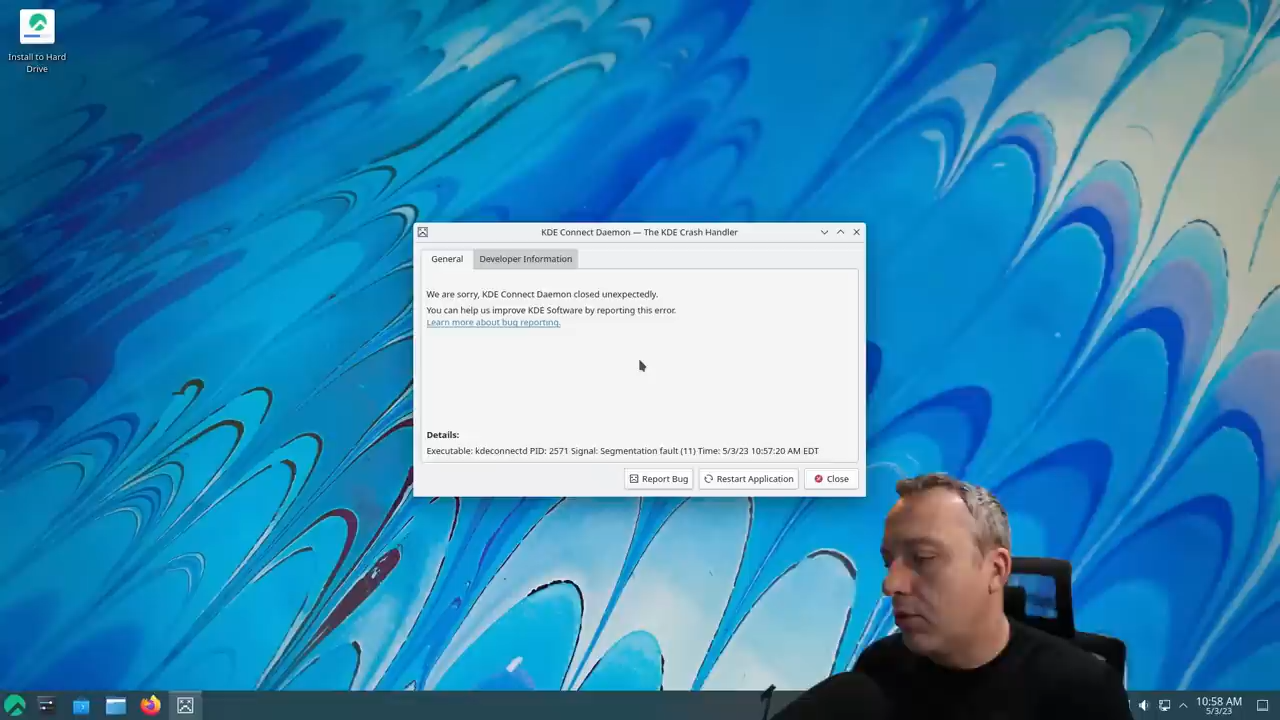 Install to Hard
Drive
KDE Connect Daemon — The KDE Crash Handler
General
Developer Information
We are sorry, KDE Connect Daemon closed unexpectedly.
You can help us improve KDE Software by reporting this error.
Learn more about bug reporting.
Details:
Executable: kdeconnectd PID: 2571 Signal: Segmentation fault (11) Time: 5/3/23 10:57:20 AM EDT
Report Bug
Restart Application
Close
10:58 AM
5/3/23